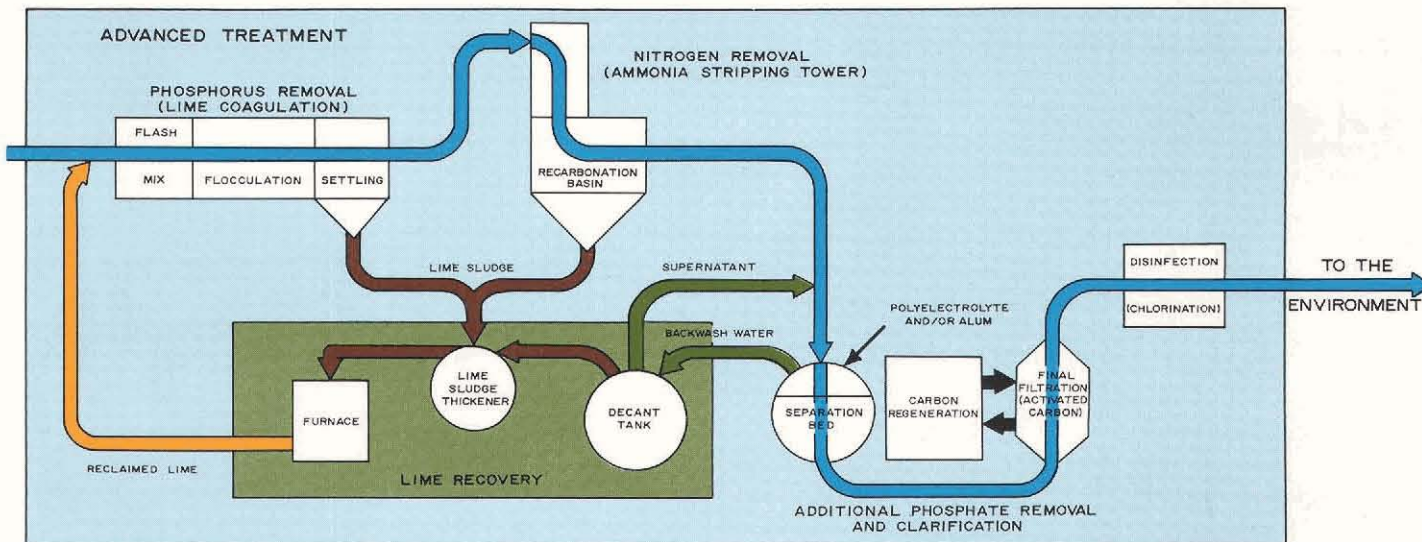 ADVANCED TREATMENT
PHOSPHORUS REMOVAL
(LIME COAGULATION)
FLASH
MIX
FLOCCULATION
SETTLING
NITROGEN REMOVAL
(AMMONIA STRIPPING TOWER)
RECARBONATION
BASIN
LIME SLUDGE
SUPERNATANT
BACKWASH WATER
POLYELECTROLYTE
AND/OR ALUM
DISINFECTION
(CHLORINATION)
TO THE
ENVIRONMENT
FURNACE
LIME
SLUDGE
THICKENER
DECANT
TANK
SEPARATION
BED
CARBON
REGENERATION
FINAL
FILTRATION
(ACTIVATED
CARBON)
RECLAIMED LIME
LIME RECOVERY
ADDITIONAL PHOSPHATE REMOVAL
AND CLARIFICATION